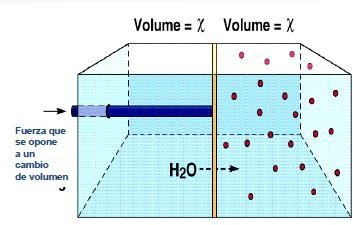 Volume = χ Volume = χ
Fuerza que
se opone
a un
cambio
de volumen
H₂O